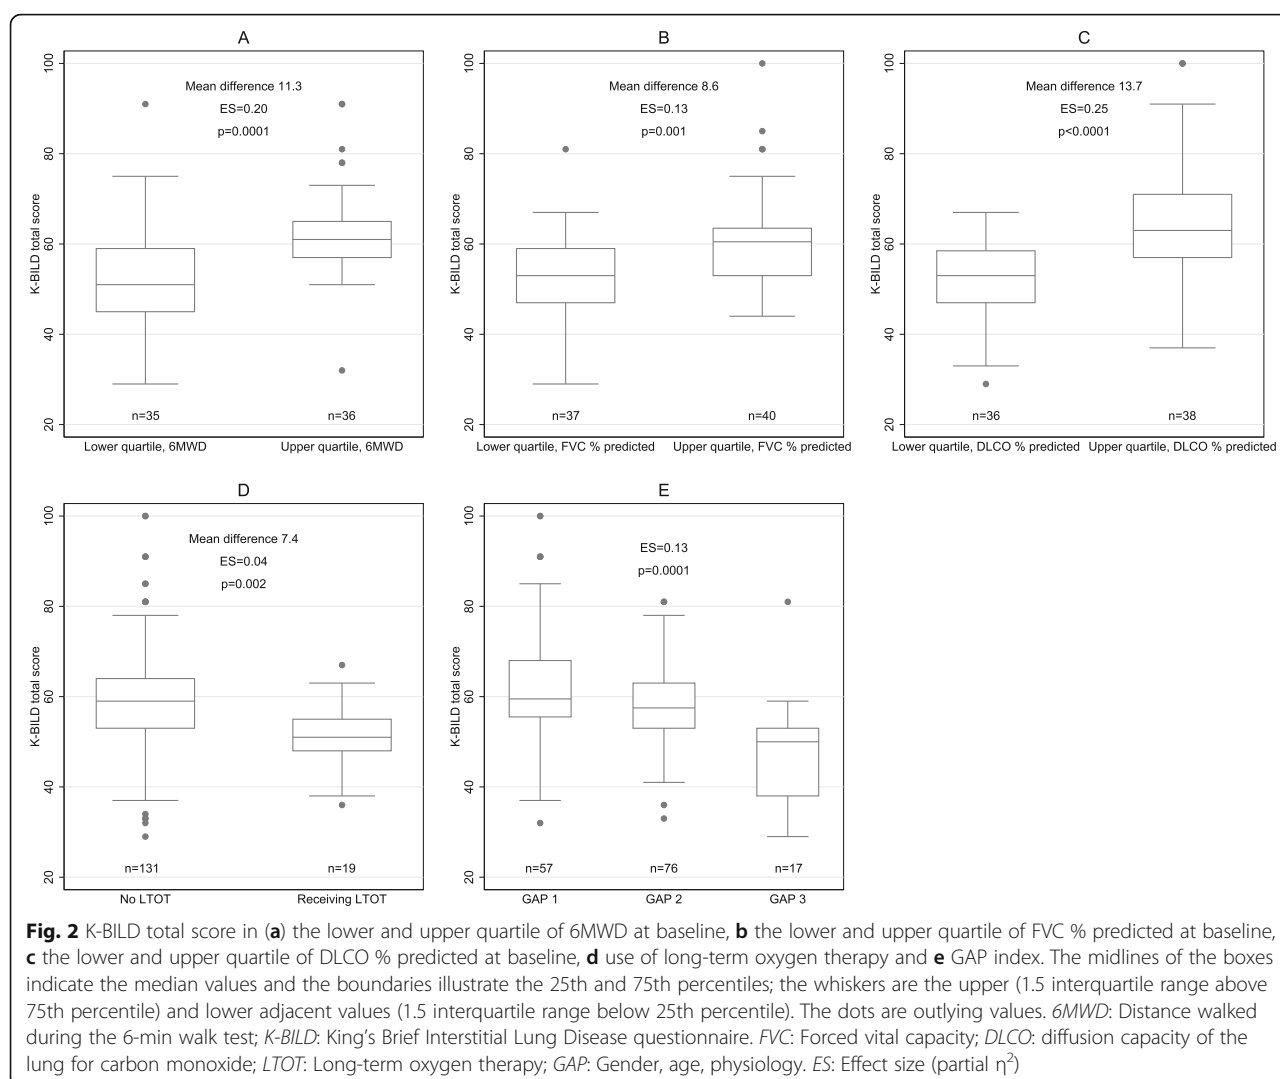 A
B
C
100
80
60
40
20
K-BILD total score
Mean difference 11.3
ES=0.20
p=0.0001
n=35
n=36
Lower quartile, 6MWD
Upper quartile, 6MWD
100
80
60
40
20
K-BILD total score
Mean difference 8.6
ES=0.13
p=0.001
n=37
n=40
Lower quartile, FVC % predicted
Upper quartile, FVC % predicted
100
80
60
40
20
K-BILD total score
Mean difference 13.7
ES=0.25
p<0.0001
n=36
n=38
Lower quartile, DLCO % predicted
Upper quartile, DLCO % predicted
D
E
100
80
60
40
20
K-BILD total score
Mean difference 7.4
ES=0.04
p=0.002
n=131
n=19
No LTOT
Receiving LTOT
100
80
60
40
20
K-BILD total score
ES=0.13
p=0.0001
n=57
n=76
n=17
GAP 1
GAP 2
GAP 3
Fig. 2 K-BILD total score in (a) the lower and upper quartile of 6MWD at baseline, b the lower and upper quartile of FVC % predicted at baseline,
c the lower and upper quartile of DLCO % predicted at baseline, d use of long-term oxygen therapy and e GAP index. The midlines of the boxes
indicate the median values and the boundaries illustrate the 25th and 75th percentiles; the whiskers are the upper (1.5 interquartile range above
75th percentile) and lower adjacent values (1.5 interquartile range below 25th percentile). The dots are outlying values. 6MWD: Distance walked
during the 6-min walk test; K-BILD: King's Brief Interstitial Lung Disease questionnaire. FVC: Forced vital capacity; DLCO: diffusion capacity of the
lung for carbon monoxide; LTOT: Long-term oxygen therapy; GAP: Gender, age, physiology. ES: Effect size (partial η²)